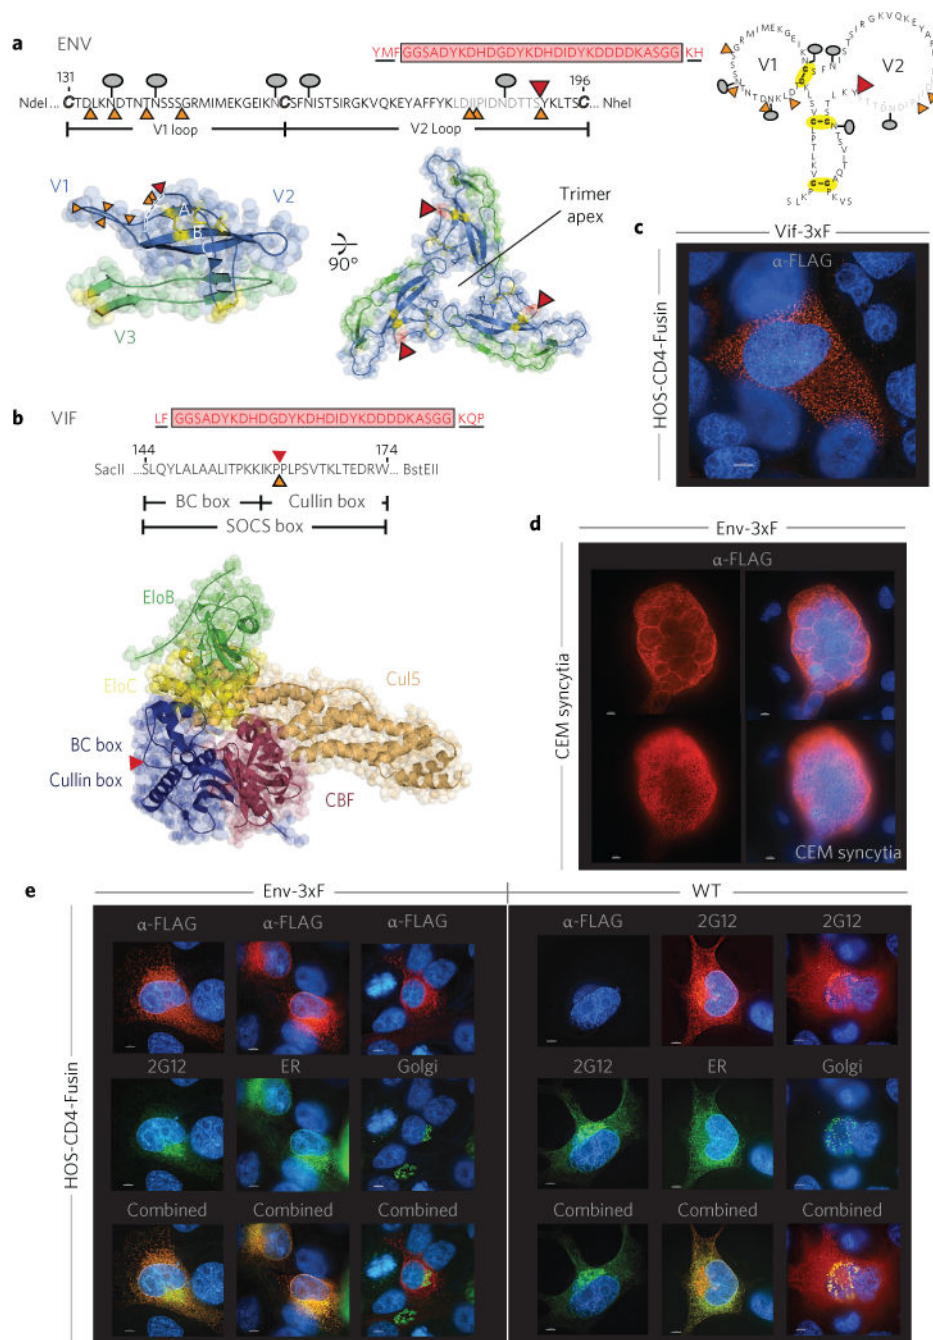 a
ENV
YMF GGSADYKDHDGDYKDHDIDYKDDDDKASGG KH
131
196
NdeI ... CTDLKNDTNTNSSSGRMIMEKGEIKNCSFNISTSIRGKVQKEYAFFYKLDIIPIDNDTTSYKLTSC... NheI
V1 loop
V2 Loop
V1
V2
V1
V2
A
B
C
V3
90°
Trimer
apex
b
VIF
LF GGSADYKDHDGDYKDHDIDYKDDDDKASGG KQP
144
174
SacII ...SLQYLALAALITPKKIKPPLPSVTKLTEDRW... BstEII
BC box
Cullin box
SOCS box
EloB
EloC
Cul5
BC box
Cullin box
CBF
c
Vif-3xF
α-FLAG
HOS-CD4-Fusin
d
Env-3xF
α-FLAG
CEM syncytia
CEM syncytia
e
Env-3xF
WT
α-FLAG
α-FLAG
α-FLAG
α-FLAG
2G12
2G12
2G12
ER
Golgi
2G12
ER
Golgi
Combined
Combined
Combined
Combined
Combined
Combined
HOS-CD4-Fusin